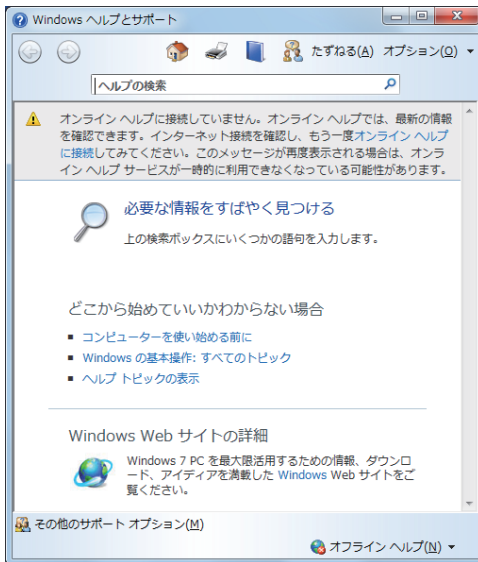 Windows ヘルプとサポート
たずねる(A) オプション(O)
ヘルプの検索
オンライン ヘルプに接続していません。オンライン ヘルプでは、最新の情報
を確認できます。インターネット接続を確認し、もう一度オンライン ヘルプ
に接続してみてください。このメッセージが再度表示される場合は、オンラ
イン ヘルプ サービスが一時的に利用できなくなっている可能性があります。
必要な情報をすばやく見つける
上の検索ボックスにいくつかの語句を入力します。
どこから始めていいかわからない場合
■ コンピューターを使い始める前に
■ Windows の基本操作: すべてのトピック
■ ヘルプ トピックの表示
Windows Web サイトの詳細
Windows 7 PC を最大限活用するための情報、ダウンロ
ード、アイディアを満載した Windows Web サイトをご
覧ください。
その他のサポート オプション(M)
オフライン ヘルプ(N)